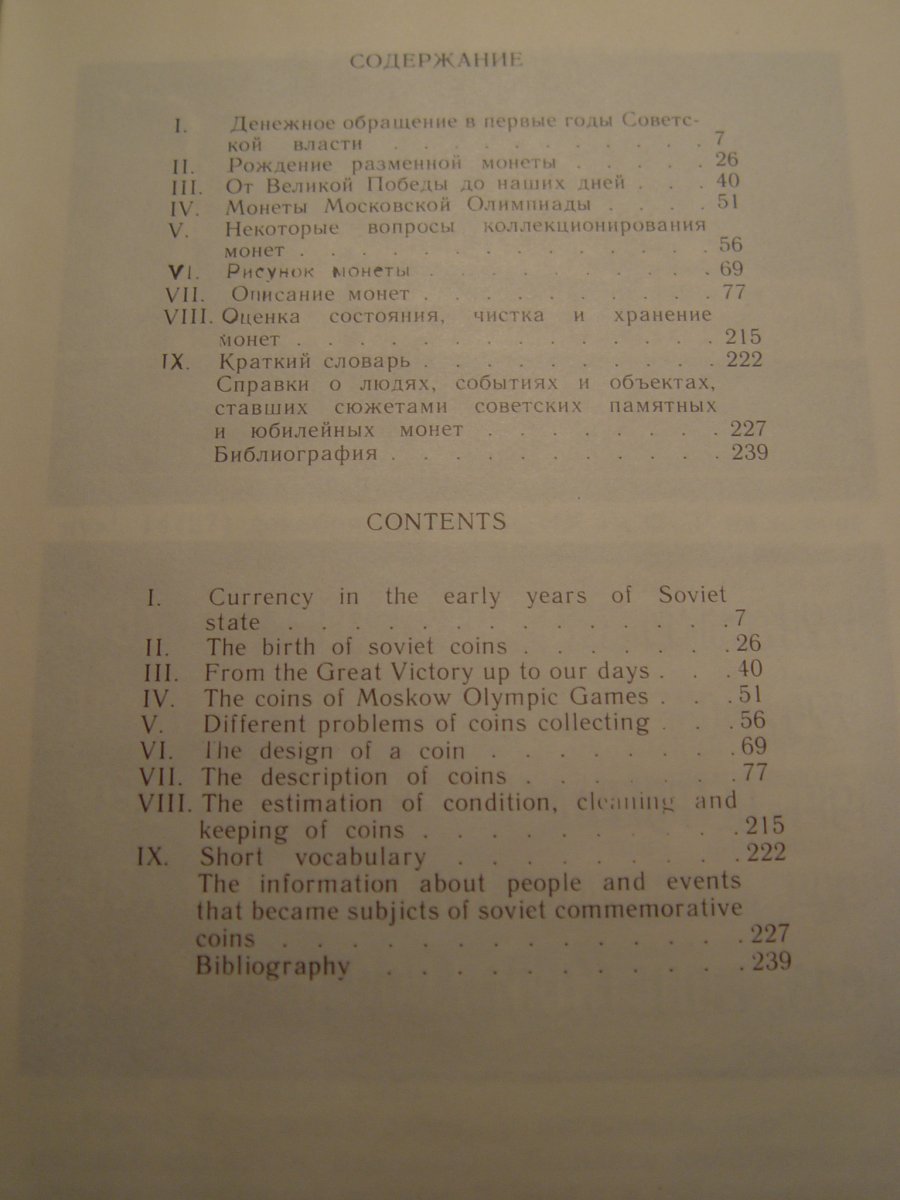 СОДЕРЖАНИЕ
I. Денежное обращение в первые годы Советс-
кой власти . . . . . . . . . . . 7
II. Рождение разменной монеты . . . . . 26
III. От Великой Победы до наших дней . . . 40
IV. Монеты Московской Олимпиады . . . . 51
V. Некоторые вопросы коллекционирования
монет . . . . . . . . . . . . . . 56
VI. Рисунок монеты . . . . . . . . . . 69
VII. Описание монет . . . . . . . . . . 77
VIII. Оценка состояния, чистка и хранение
монет . . . . . . . . . . . . . . 215
IX. Краткий словарь . . . . . . . . . . 222
Справки о людях, событиях и объектах,
ставших сюжетами советских памятных
и юбилейных монет . . . . . . . . 227
Библиография . . . . . . . . . . . 239
CONTENTS
I. Currency in the early years of Soviet
state . . . . . . . . . . . . . . 7
II. The birth of soviet coins . . . . . . . 26
III. From the Great Victory up to our days . . . 40
IV. The coins of Moskow Olympic Games . . . 51
V. Different problems of coins collecting . . . 56
VI. The design of a coin . . . . . . . . 69
VII. The description of coins . . . . . . . 77
VIII. The estimation of condition, cleaning and
keeping of coins . . . . . . . . . . 215
IX. Short vocabulary . . . . . . . . . 222
The information about people and events
that became subjicts of soviet commemorative
coins . . . . . . . . . . . . . . 227
Bibliography . . . . . . . . . . . 239